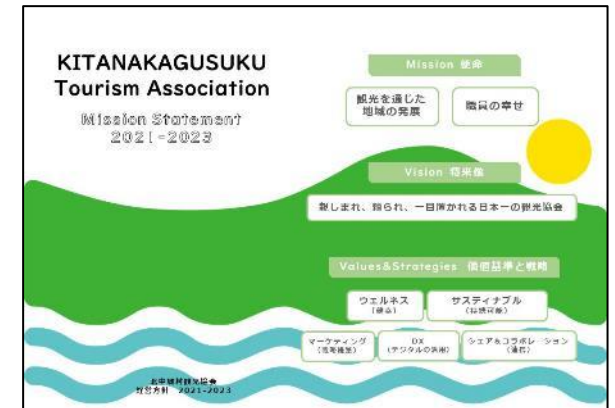 KITANAKAGUSUKU
Tourism Association
Mission Statement
2021-2023
Mission 使命
観光を通じた
地域の発展
職員の幸せ
Vision 将来像
親しまれ、頼られ、一目置かれる日本一の観光協会
Values&Strategies 価値基準と戦略
ウェルネス
(健康)
サスティナブル
(持続可能)
マーケティング
DX
(デジタルの活用)
シェア&コラボレーション
(連携)
北中城村観光協会
経営方針 2021-2023